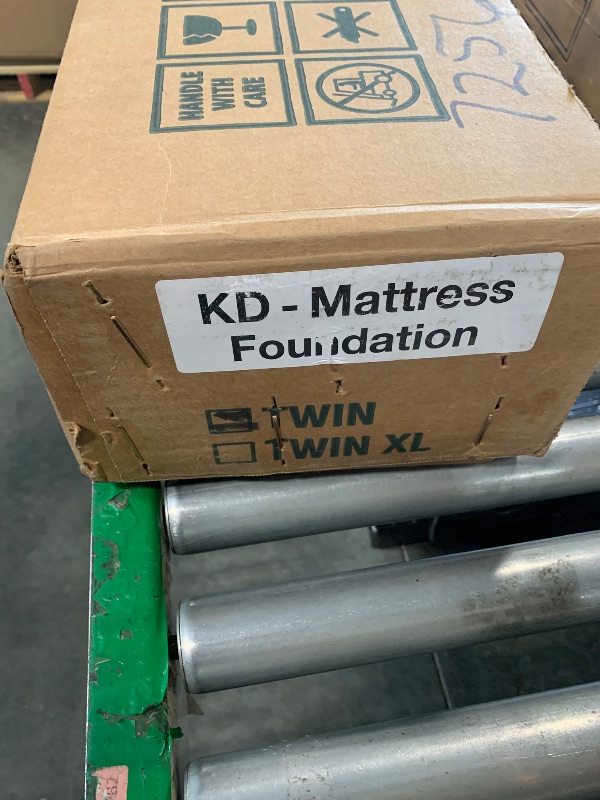 HANDLE
WITH
CARE
KD - Mattress
Foundation
TWIN
TWIN XL